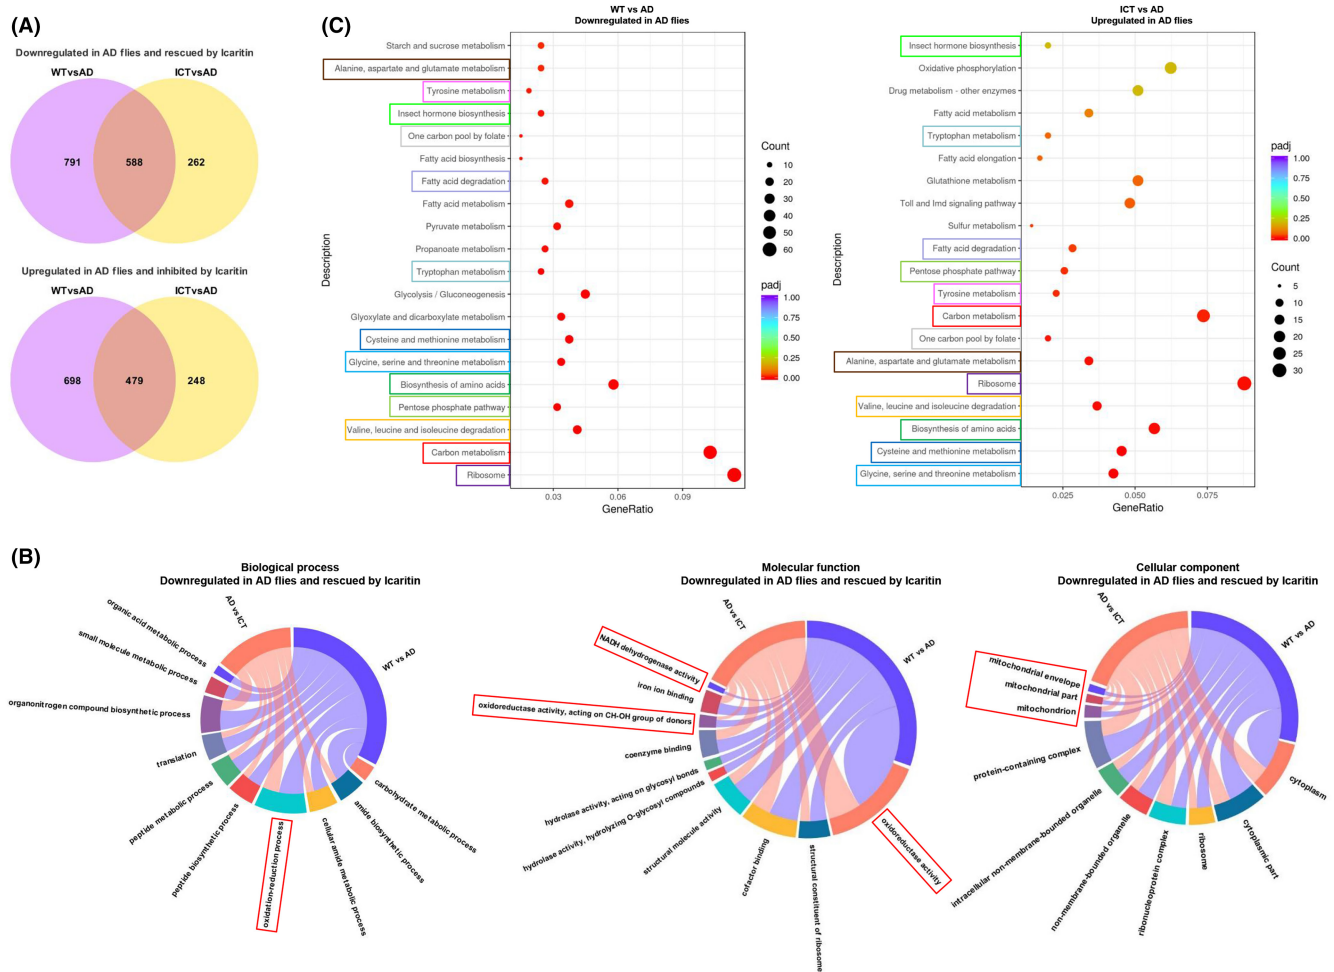 (A)
Downregulated in AD flies and rescued by Icaritin
WTvsAD
ICTvsAD
791
588
262
Upregulated in AD flies and inhibited by Icaritin
WTvsAD
ICTvsAD
698
479
248
(C)
WT vs AD
Downregulated in AD flies
Description
Starch and sucrose metabolism
Alanine, aspartate and glutamate metabolism
Tyrosine metabolism
Insect hormone biosynthesis
One carbon pool by folate
Fatty acid biosynthesis
Fatty acid degradation
Fatty acid metabolism
Pyruvate metabolism
Propanoate metabolism
Tryptophan metabolism
Glycolysis / Gluconeogenesis
Glyoxylate and dicarboxylate metabolism
Cysteine and methionine metabolism
Glycine, serine and threonine metabolism
Biosynthesis of amino acids
Pentose phosphate pathway
Valine, leucine and isoleucine degradation
Carbon metabolism
Ribosome
0.03
0.06
0.09
GeneRatio
Count
10
20
30
40
50
60
padj
1.00
0.75
0.50
0.25
0.00
ICT vs AD
Upregulated in AD flies
Description
Insect hormone biosynthesis
Oxidative phosphorylation
Drug metabolism - other enzymes
Fatty acid metabolism
Tryptophan metabolism
Fatty acid elongation
Glutathione metabolism
Toll and Imd signaling pathway
Sulfur metabolism
Fatty acid degradation
Pentose phosphate pathway
Tyrosine metabolism
Carbon metabolism
One carbon pool by folate
Alanine, aspartate and glutamate metabolism
Ribosome
Valine, leucine and isoleucine degradation
Biosynthesis of amino acids
Cysteine and methionine metabolism
Glycine, serine and threonine metabolism
0.025
0.050
0.075
GeneRatio
padj
1.00
0.75
0.50
0.25
0.00
Count
5
10
15
20
25
30
(B)
Biological process
Downregulated in AD flies and rescued by Icaritin
AD vs ICT
WT vs AD
organic acid metabolic process
small molecule metabolic process
organonitrogen compound biosynthetic process
translation
peptide metabolic process
peptide biosynthetic process
oxidation-reduction process
cellular amide metabolic process
amide biosynthetic process
carbohydrate metabolic process
Molecular function
Downregulated in AD flies and rescued by Icaritin
AD vs ICT
WT vs AD
NADH dehydrogenase activity
iron ion binding
oxidoreductase activity, acting on CH-OH group of donors
coenzyme binding
hydrolase activity, acting on glycosyl bonds
hydrolase activity, hydrolyzing O-glycosyl compounds
structural molecule activity
cofactor binding
structural constituent of ribosome
oxidoreductase activity
Cellular component
Downregulated in AD flies and rescued by Icaritin
AD vs ICT
WT vs AD
mitochondrial envelope
mitochondrial part
mitochondrion
protein-containing complex
intracellular non-membrane-bounded organelle
non-membrane-bounded organelle
ribonucleoprotein complex
ribosome
cytoplasmic part
cytoplasm